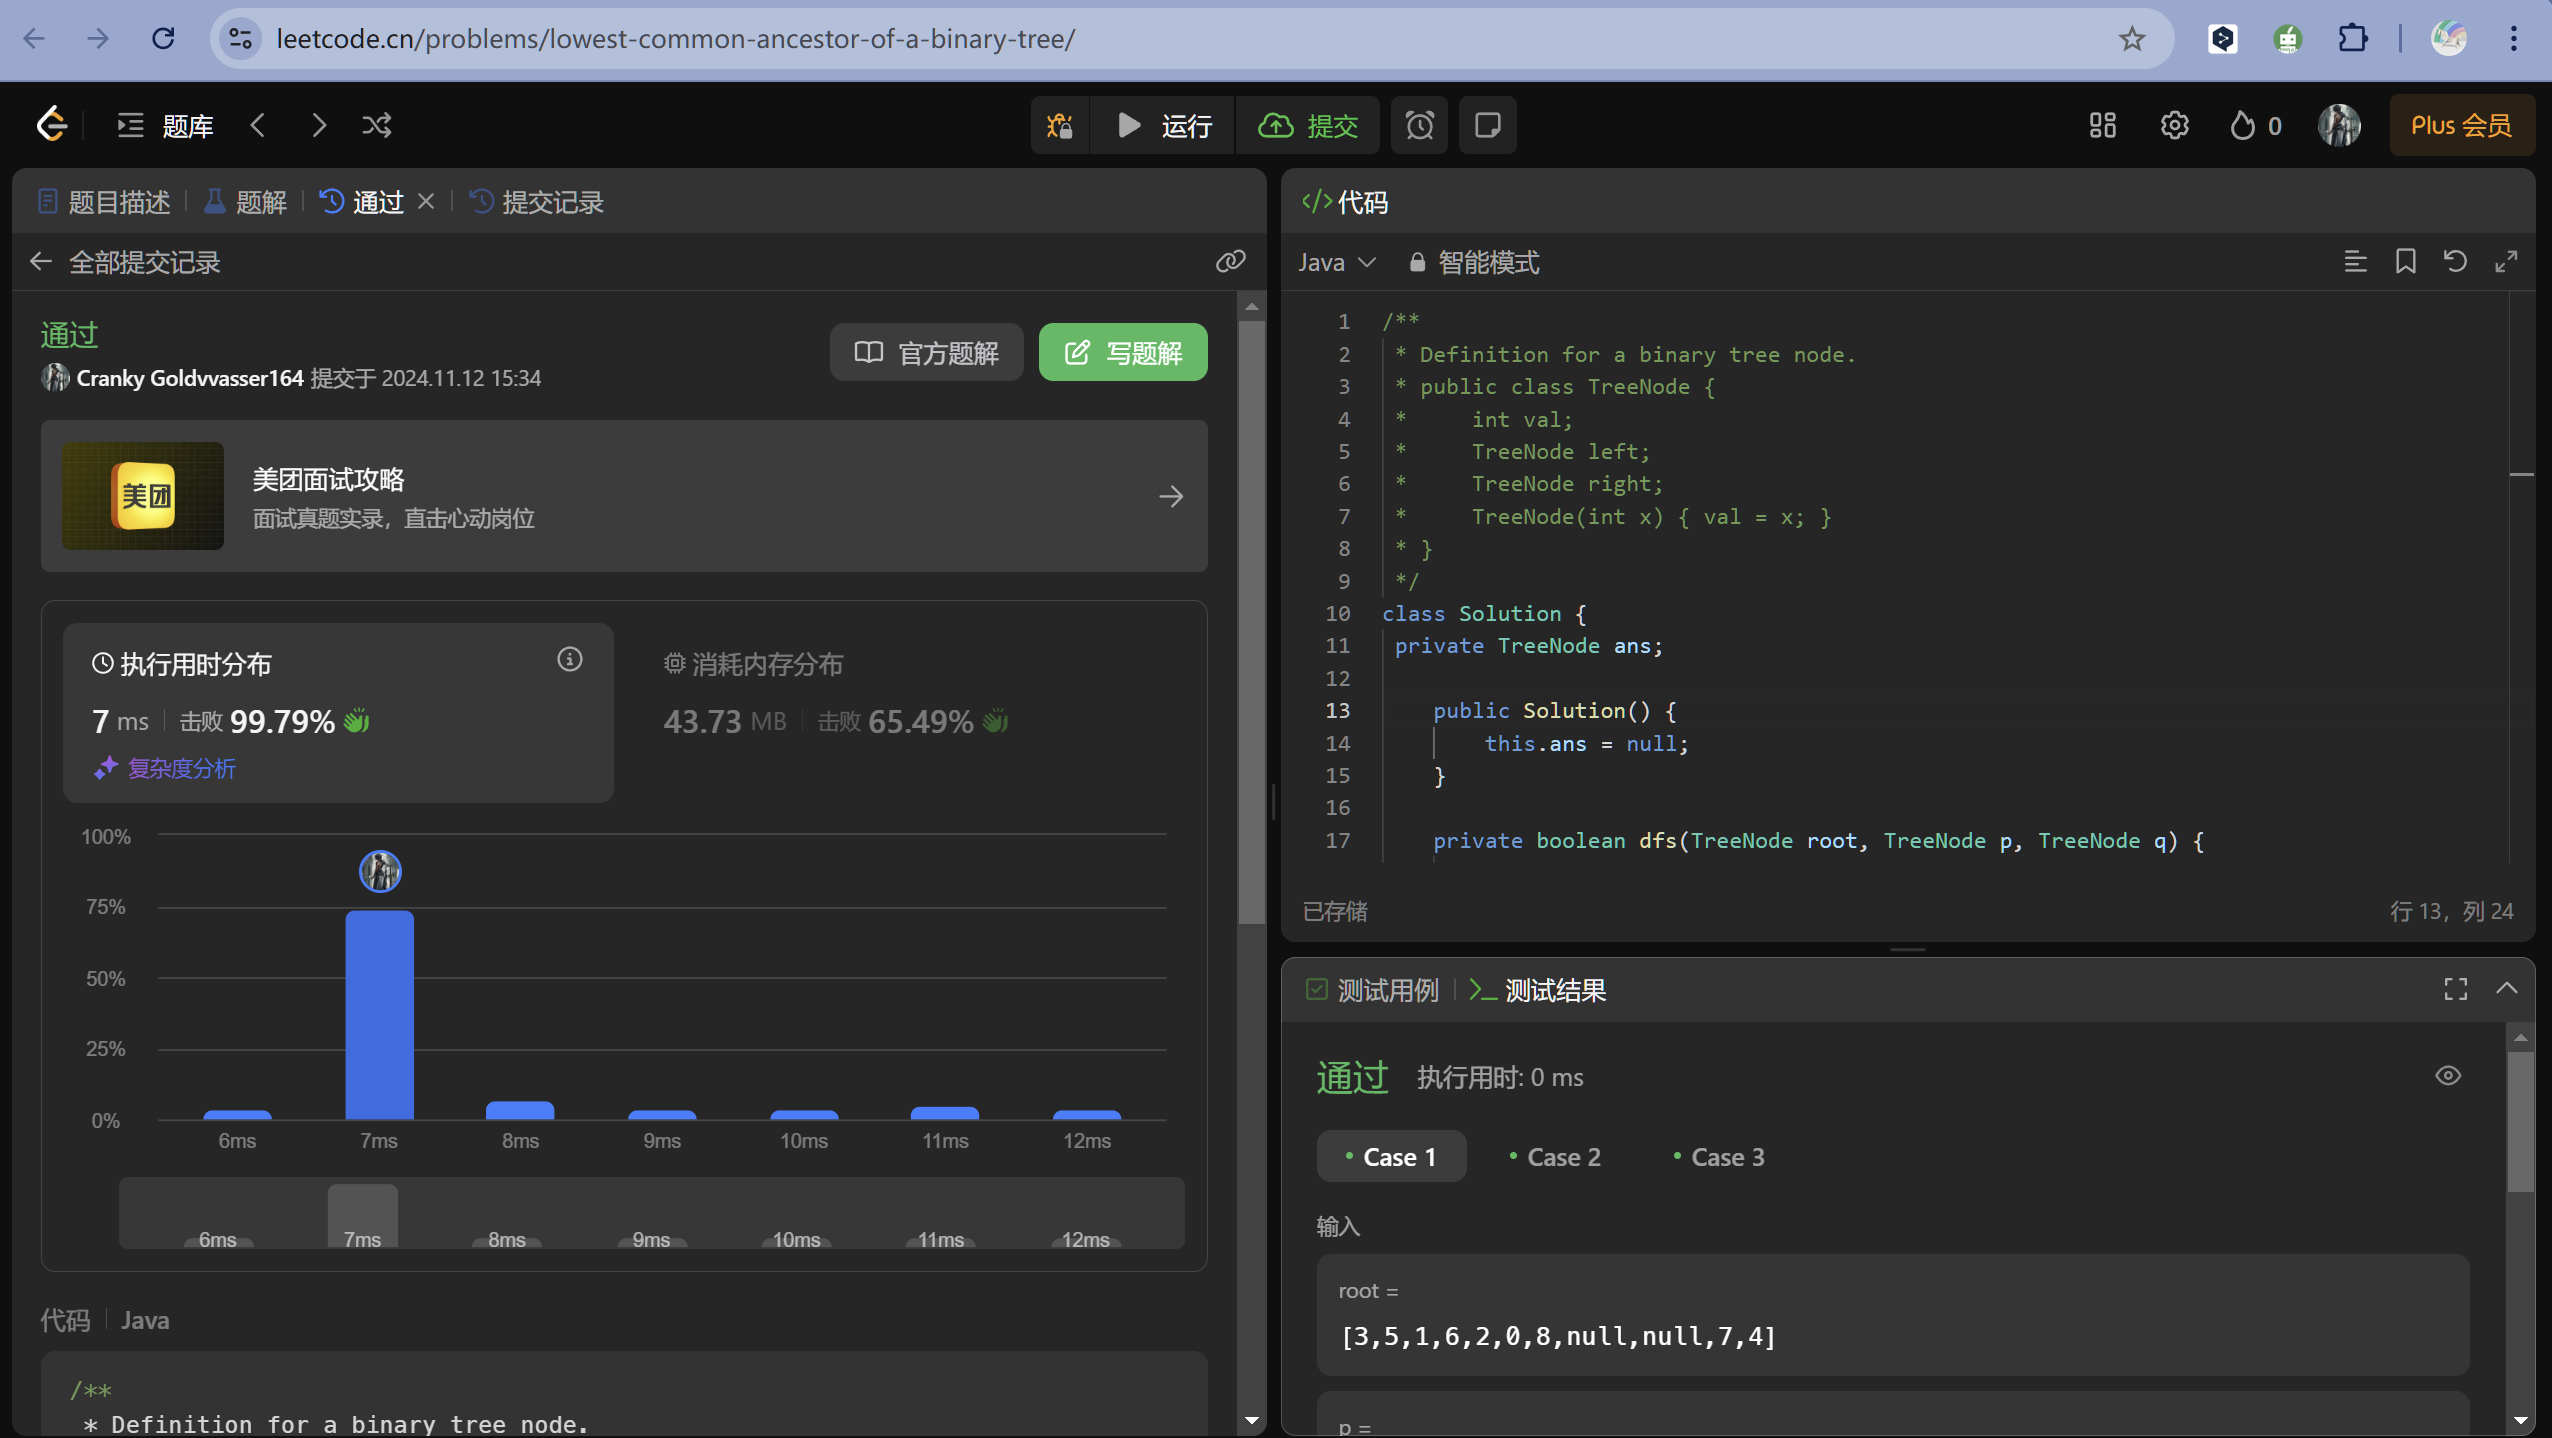 leetcode.cn/problems/lowest-common-ancestor-of-a-binary-tree/
题库
运行
提交
0
Plus 会员
题目描述
题解
通过
提交记录
全部提交记录
通过
Cranky Goldvvasser164 提交于 2024.11.12 15:34
官方题解
写题解
美团
美团面试攻略
面试真题实录，直击心动岗位
执行用时分布
7 ms 击败 99.79%
复杂度分析
消耗内存分布
43.73 MB 击败 65.49%
100%
75%
50%
25%
0%
6ms 7ms 8ms 9ms 10ms 11ms 12ms
6ms 7ms 8ms 9ms 10ms 11ms 12ms
代码 Java
/**
* Definition for a binary tree node.
</> 代码
Java 智能模式
1 /**
2 * Definition for a binary tree node.
3 * public class TreeNode {
4 * int val;
5 * TreeNode left;
6 * TreeNode right;
7 * TreeNode(int x) { val = x; }
8 * }
9 */
10 class Solution {
11 private TreeNode ans;
12
13 public Solution() {
14 this.ans = null;
15 }
16
17 private boolean dfs(TreeNode root, TreeNode p, TreeNode q) {
已存储
行 13，列 24
测试用例
>_ 测试结果
通过 执行用时: 0 ms
• Case 1 • Case 2 • Case 3
输入
root =
[3,5,1,6,2,0,8,null,null,7,4]
p =